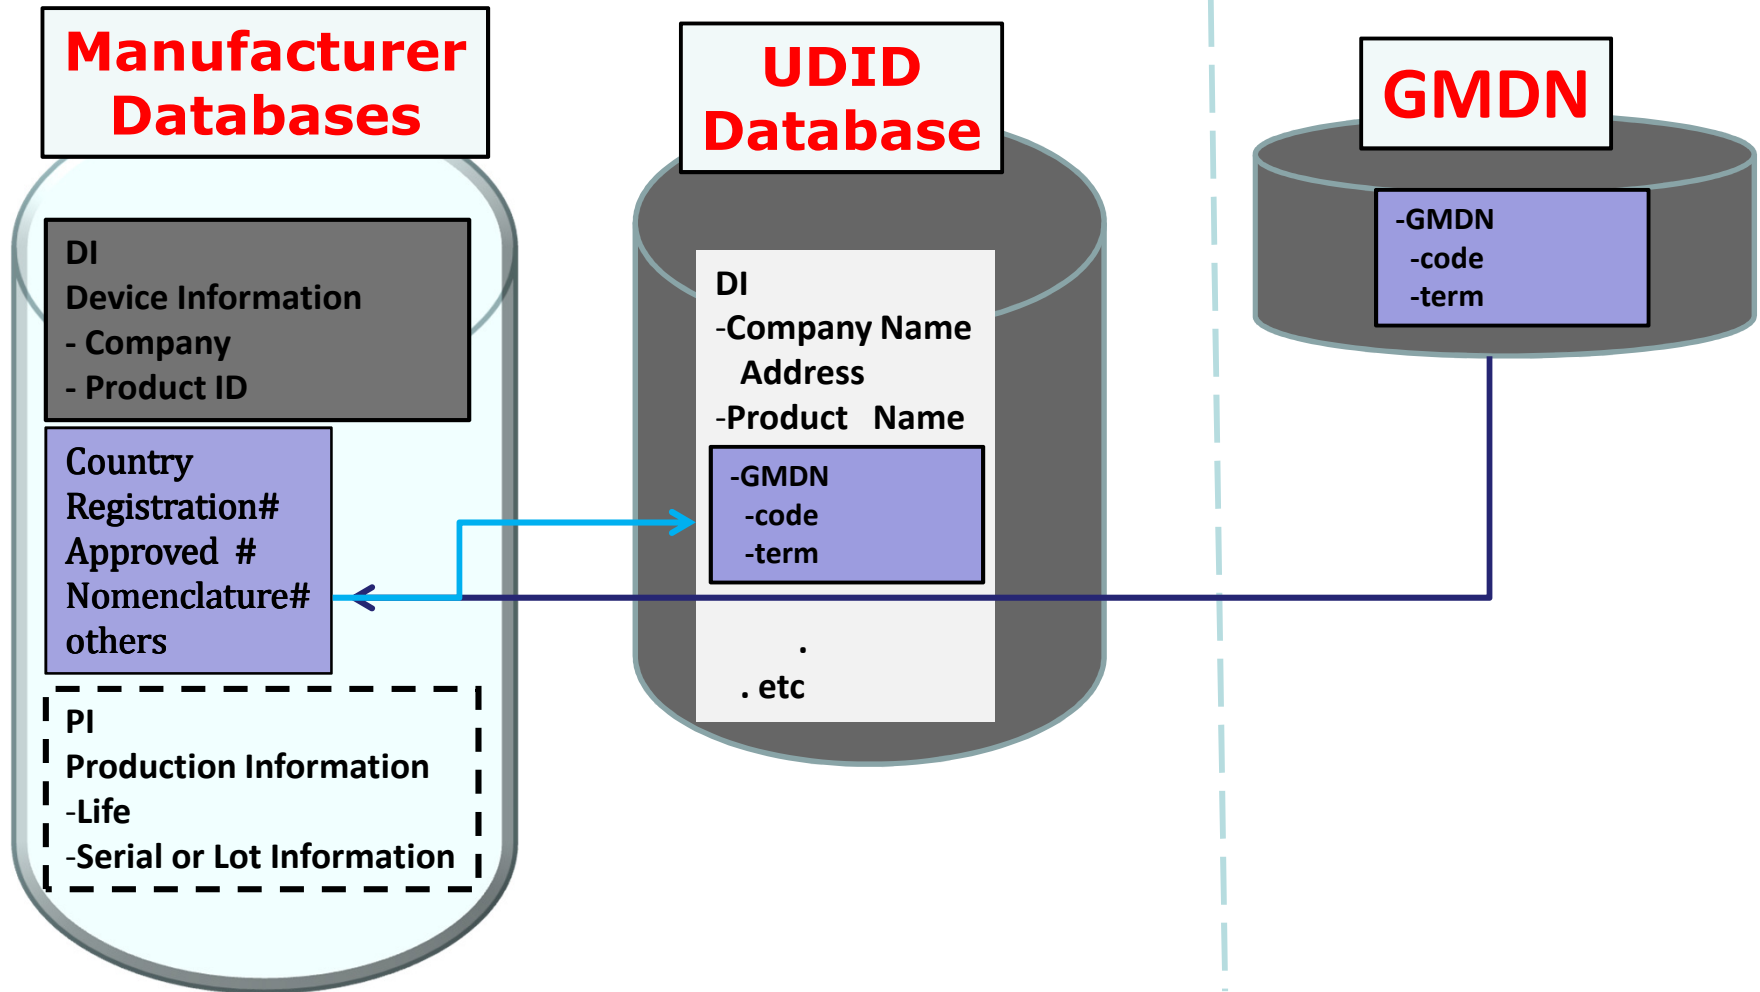 Manufacturer
Databases
DI
Device Information
- Company
- Product ID
Country
Registration#
Approved #
Nomenclature#
others
PI
Production Information
-Life
-Serial or Lot Information
UDID
Database
DI
-Company Name
Address
-Product Name
-GMDN
-code
-term
.
. etc
GMDN
-GMDN
-code
-term